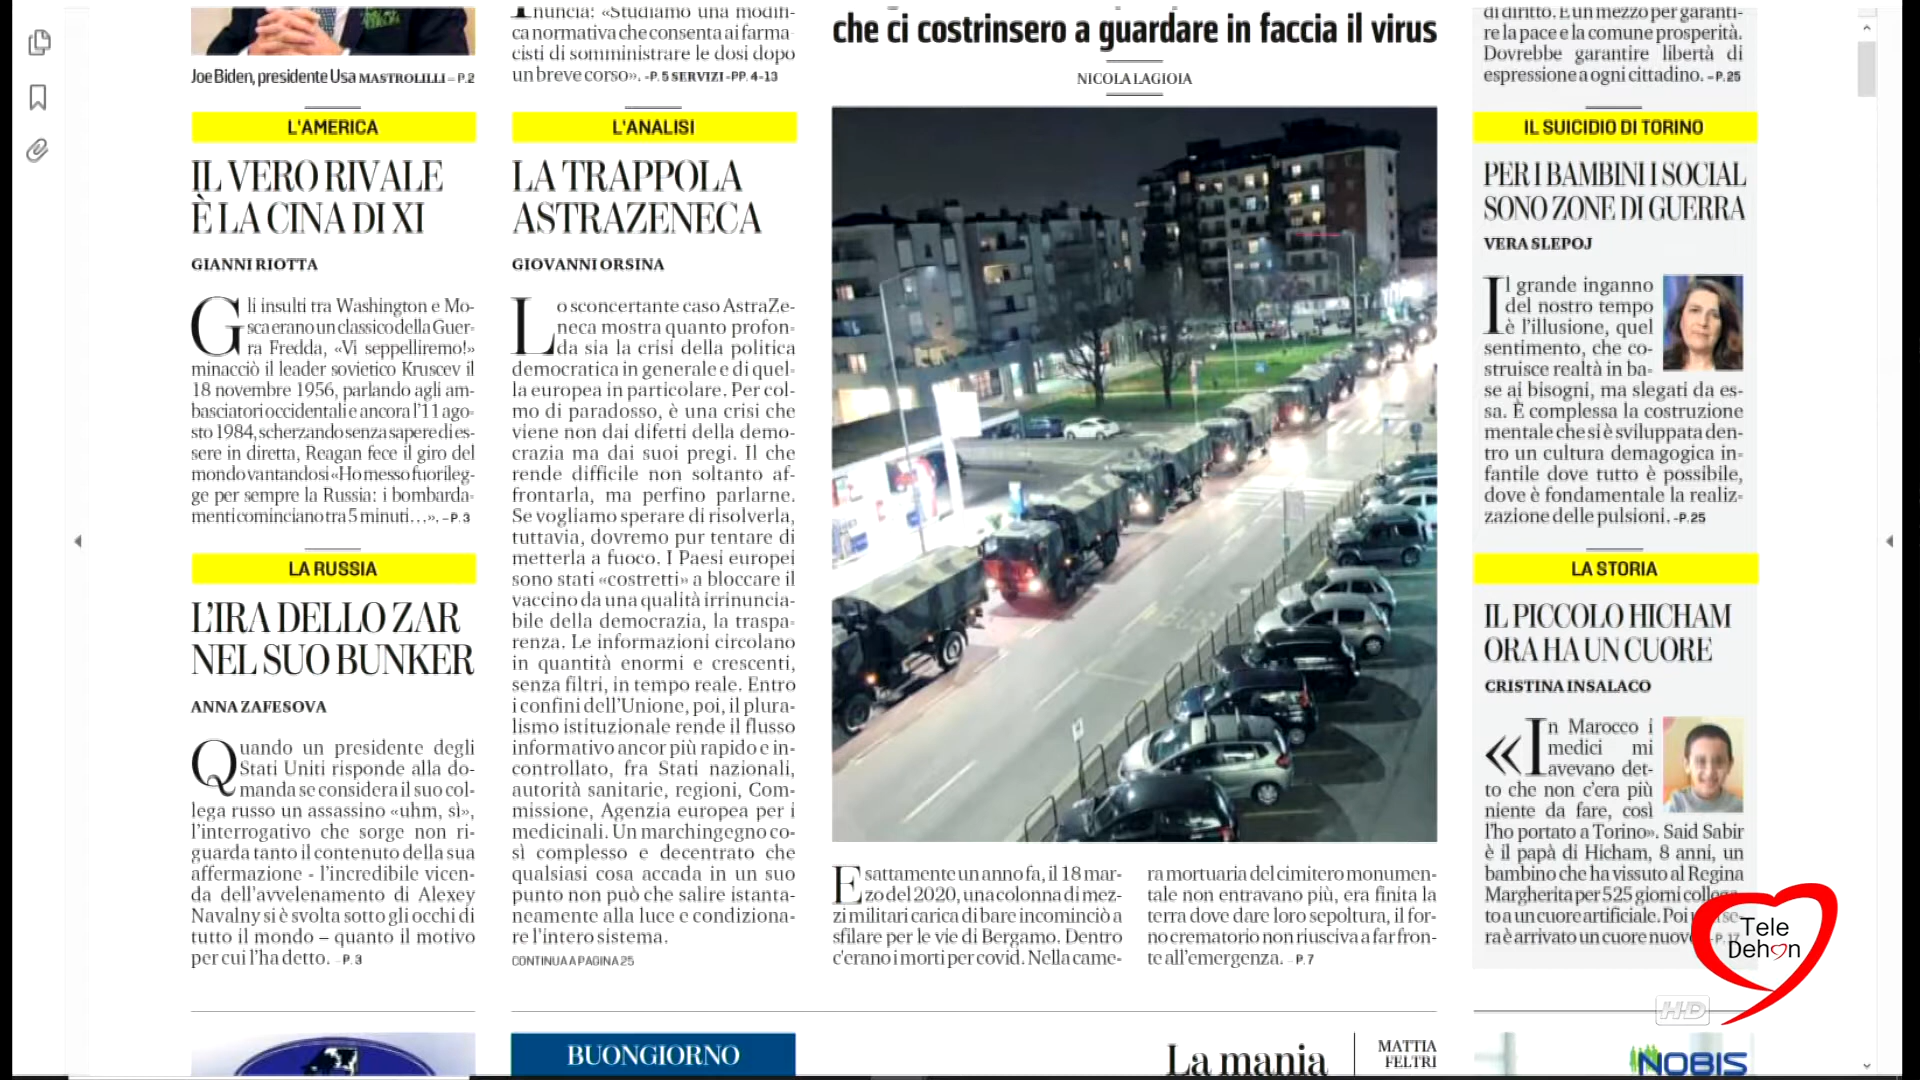 Joe Biden, presidente Usa MASTROLILLI – P. 2
L'AMERICA
IL VERO RIVALE
È LA CINA DI XI
GIANNI RIOTTA
Gli insulti tra Washington e Mo-
sca erano un classico della Guer-
ra Fredda, «Vi seppelliremo!»
minacciò il leader sovietico Kruscev il
18 novembre 1956, parlando agli am-
basciatori occidentali e ancora l'11 ago-
sto 1984, scherzando senza sapere di es-
sere in diretta, Reagan fece il giro del
mondo vantandosi «Ho messo fuorileg-
ge per sempre la Russia: i bombarda-
menti cominciano tra 5 minuti…». – P. 3
LA RUSSIA
L'IRA DELLO ZAR
NEL SUO BUNKER
ANNA ZAFESOVA
Quando un presidente degli
Stati Uniti risponde alla do-
manda se considera il suo col-
lega russo un assassino «uhm, sì»,
l'interrogativo che sorge non ri-
guarda tanto il contenuto della sua
affermazione - l'incredibile vicen-
da dell'avvelenamento di Alexey
Navalny si è svolta sotto gli occhi di
tutto il mondo – quanto il motivo
per cui l'ha detto. – P. 3
nuncia: «Studiamo una modifi-
ca normativa che consenta ai farma-
cisti di somministrare le dosi dopo
un breve corso». - P. 5 SERVIZI - PP. 4-13
L'ANALISI
LA TRAPPOLA
ASTRAZENECA
GIOVANNI ORSINA
Lo sconcertante caso AstraZe-
neca mostra quanto profon-
da sia la crisi della politica
democratica in generale e di quel-
la europea in particolare. Per col-
mo di paradosso, è una crisi che
viene non dai difetti della demo-
crazia ma dai suoi pregi. Il che
rende difficile non soltanto af-
frontarla, ma perfino parlarne.
Se vogliamo sperare di risolverla,
tuttavia, dovremo pur tentare di
metterla a fuoco. I Paesi europei
sono stati «costretti» a bloccare il
vaccino da una qualità irrinuncia-
bile della democrazia, la traspa-
renza. Le informazioni circolano
in quantità enormi e crescenti,
senza filtri, in tempo reale. Entro
i confini dell'Unione, poi, il plura-
lismo istituzionale rende il flusso
informativo ancor più rapido e in-
controllato, fra Stati nazionali,
autorità sanitarie, regioni, Com-
missione, Agenzia europea per i
medicinali. Un marchingegno co-
sì complesso e decentrato che
qualsiasi cosa accada in un suo
punto non può che salire istanta-
neamente alla luce e condiziona-
re l'intero sistema.
CONTINUA A PAGINA 25
che ci costrinsero a guardare in faccia il virus
NICOLA LAGIOIA
Esattamente un anno fa, il 18 mar-
zo del 2020, una colonna di mez-
zi militari carica di bare incominciò a
sfilare per le vie di Bergamo. Dentro
c'erano i morti per covid. Nella came-
ra mortuaria del cimitero monumen-
tale non entravano più, era finita la
terra dove dare loro sepoltura, il for-
no crematorio non riusciva a far fron-
te all'emergenza. – P. 7
di diritto. È un mezzo per garanti-
re la pace e la comune prosperità.
Dovrebbe garantire libertà di
espressione a ogni cittadino. – P. 25
IL SUICIDIO DI TORINO
PER I BAMBINI I SOCIAL
SONO ZONE DI GUERRA
VERA SLEPOJ
Il grande inganno
del nostro tempo
è l'illusione, quel
sentimento, che co-
struisce realtà in ba-
se ai bisogni, ma slegati da es-
sa. È complessa la costruzione
mentale che si è sviluppata den-
tro un cultura demagogica in-
fantile dove tutto è possibile,
dove è fondamentale la realiz-
zazione delle pulsioni. – P. 25
LA STORIA
IL PICCOLO HICHAM
ORA HA UN CUORE
CRISTINA INSALACO
«In Marocco i
medici mi
avevano det-
to che non c'era più
niente da fare, così
l'ho portato a Torino». Said Sabir
è il papà di Hicham, 8 anni, un
bambino che ha vissuto al Regina
Margherita per 525 giorni collega-
to a un cuore artificiale. Poi
ra è arrivato un cuore nuovo
Tele
Dehon
HD
BUONGIORNO
La mania
MATTIA
FELTRI
NOBIS